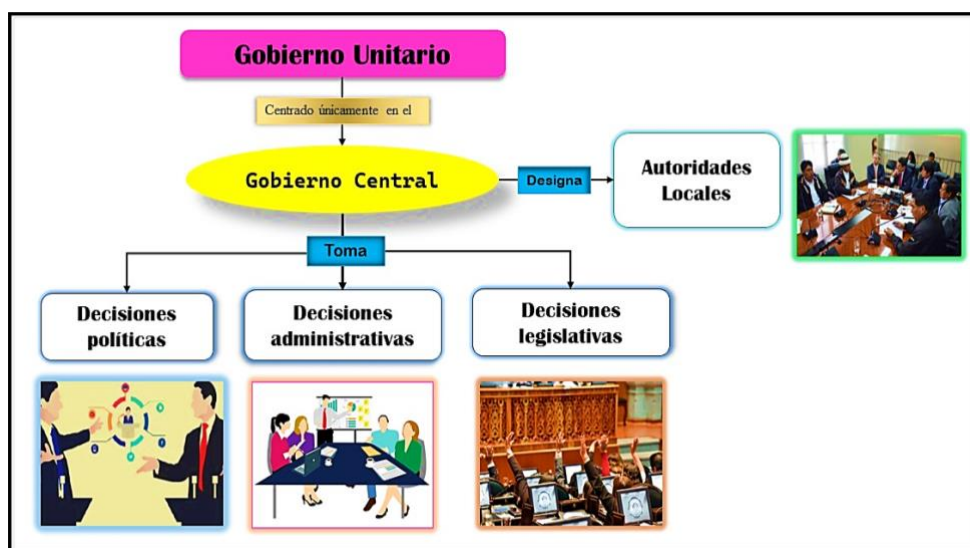 Gobierno Unitario
Centrado únicamente en el
Gobierno Central
Designa
Autoridades
Locales
Toma
Decisiones
políticas
Decisiones
administrativas
Decisiones
legislativas